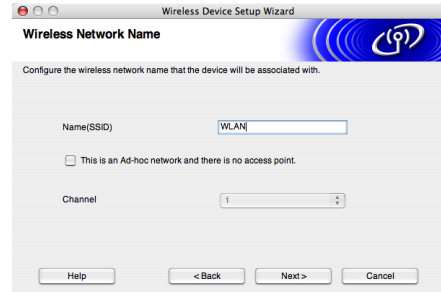 Wireless Device Setup Wizard
Wireless Network Name
Configure the wireless network name that the device will be associated with.
Name(SSID) WLAN
This is an Ad-hoc network and there is no access point.
Channel 1
Help < Back Next > Cancel